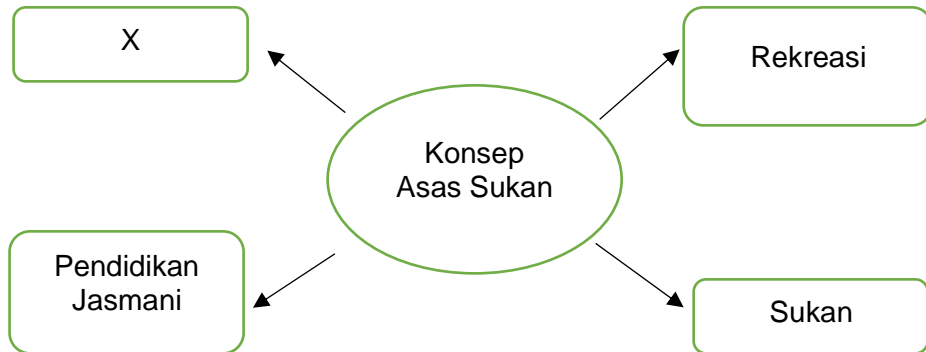 X
Rekreasi
Konsep
Asas Sukan
Pendidikan
Jasmani
Sukan